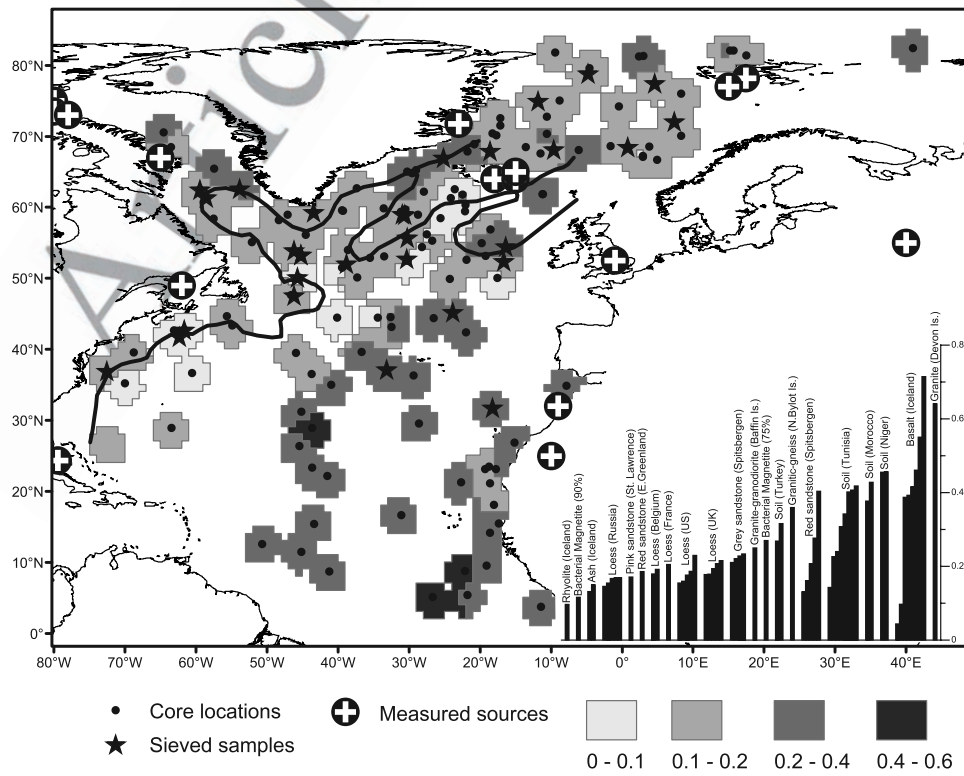 Artic
80°N
70°N
60°N
50°N
40°N
30°N
20°N
10°N
0°
80°W
70°W
60°W
50°W
40°W
30°W
20°W
10°W
0°
10°E
20°E
30°E
40°E
Rhyolite (Iceland)
Bacterial Magnetite (90%)
Ash (Iceland)
Loess (Russia)
Pink sandstone (St. Lawrence)
Red sandstone (E.Greenland)
Loess (Belgium)
Loess (France)
Loess (US)
Loess (UK)
Grey sandstone (Spitsbergen)
Granite-granodiorite (Baffin Is.)
Bacterial Magnetite (75%)
Soil (Turkey)
Granitic-gneiss (N.Bylot Is.)
Red sandstone (Spitsbergen)
Soil (Tunisia)
Soil (Morocco)
Soil (Niger)
Basalt (Iceland)
Granite (Devon Is.)
0.8
0.6
0.4
0.2
0
Core locations
Measured sources
Sieved samples
0 - 0.1
0.1 - 0.2
0.2 - 0.4
0.4 - 0.6